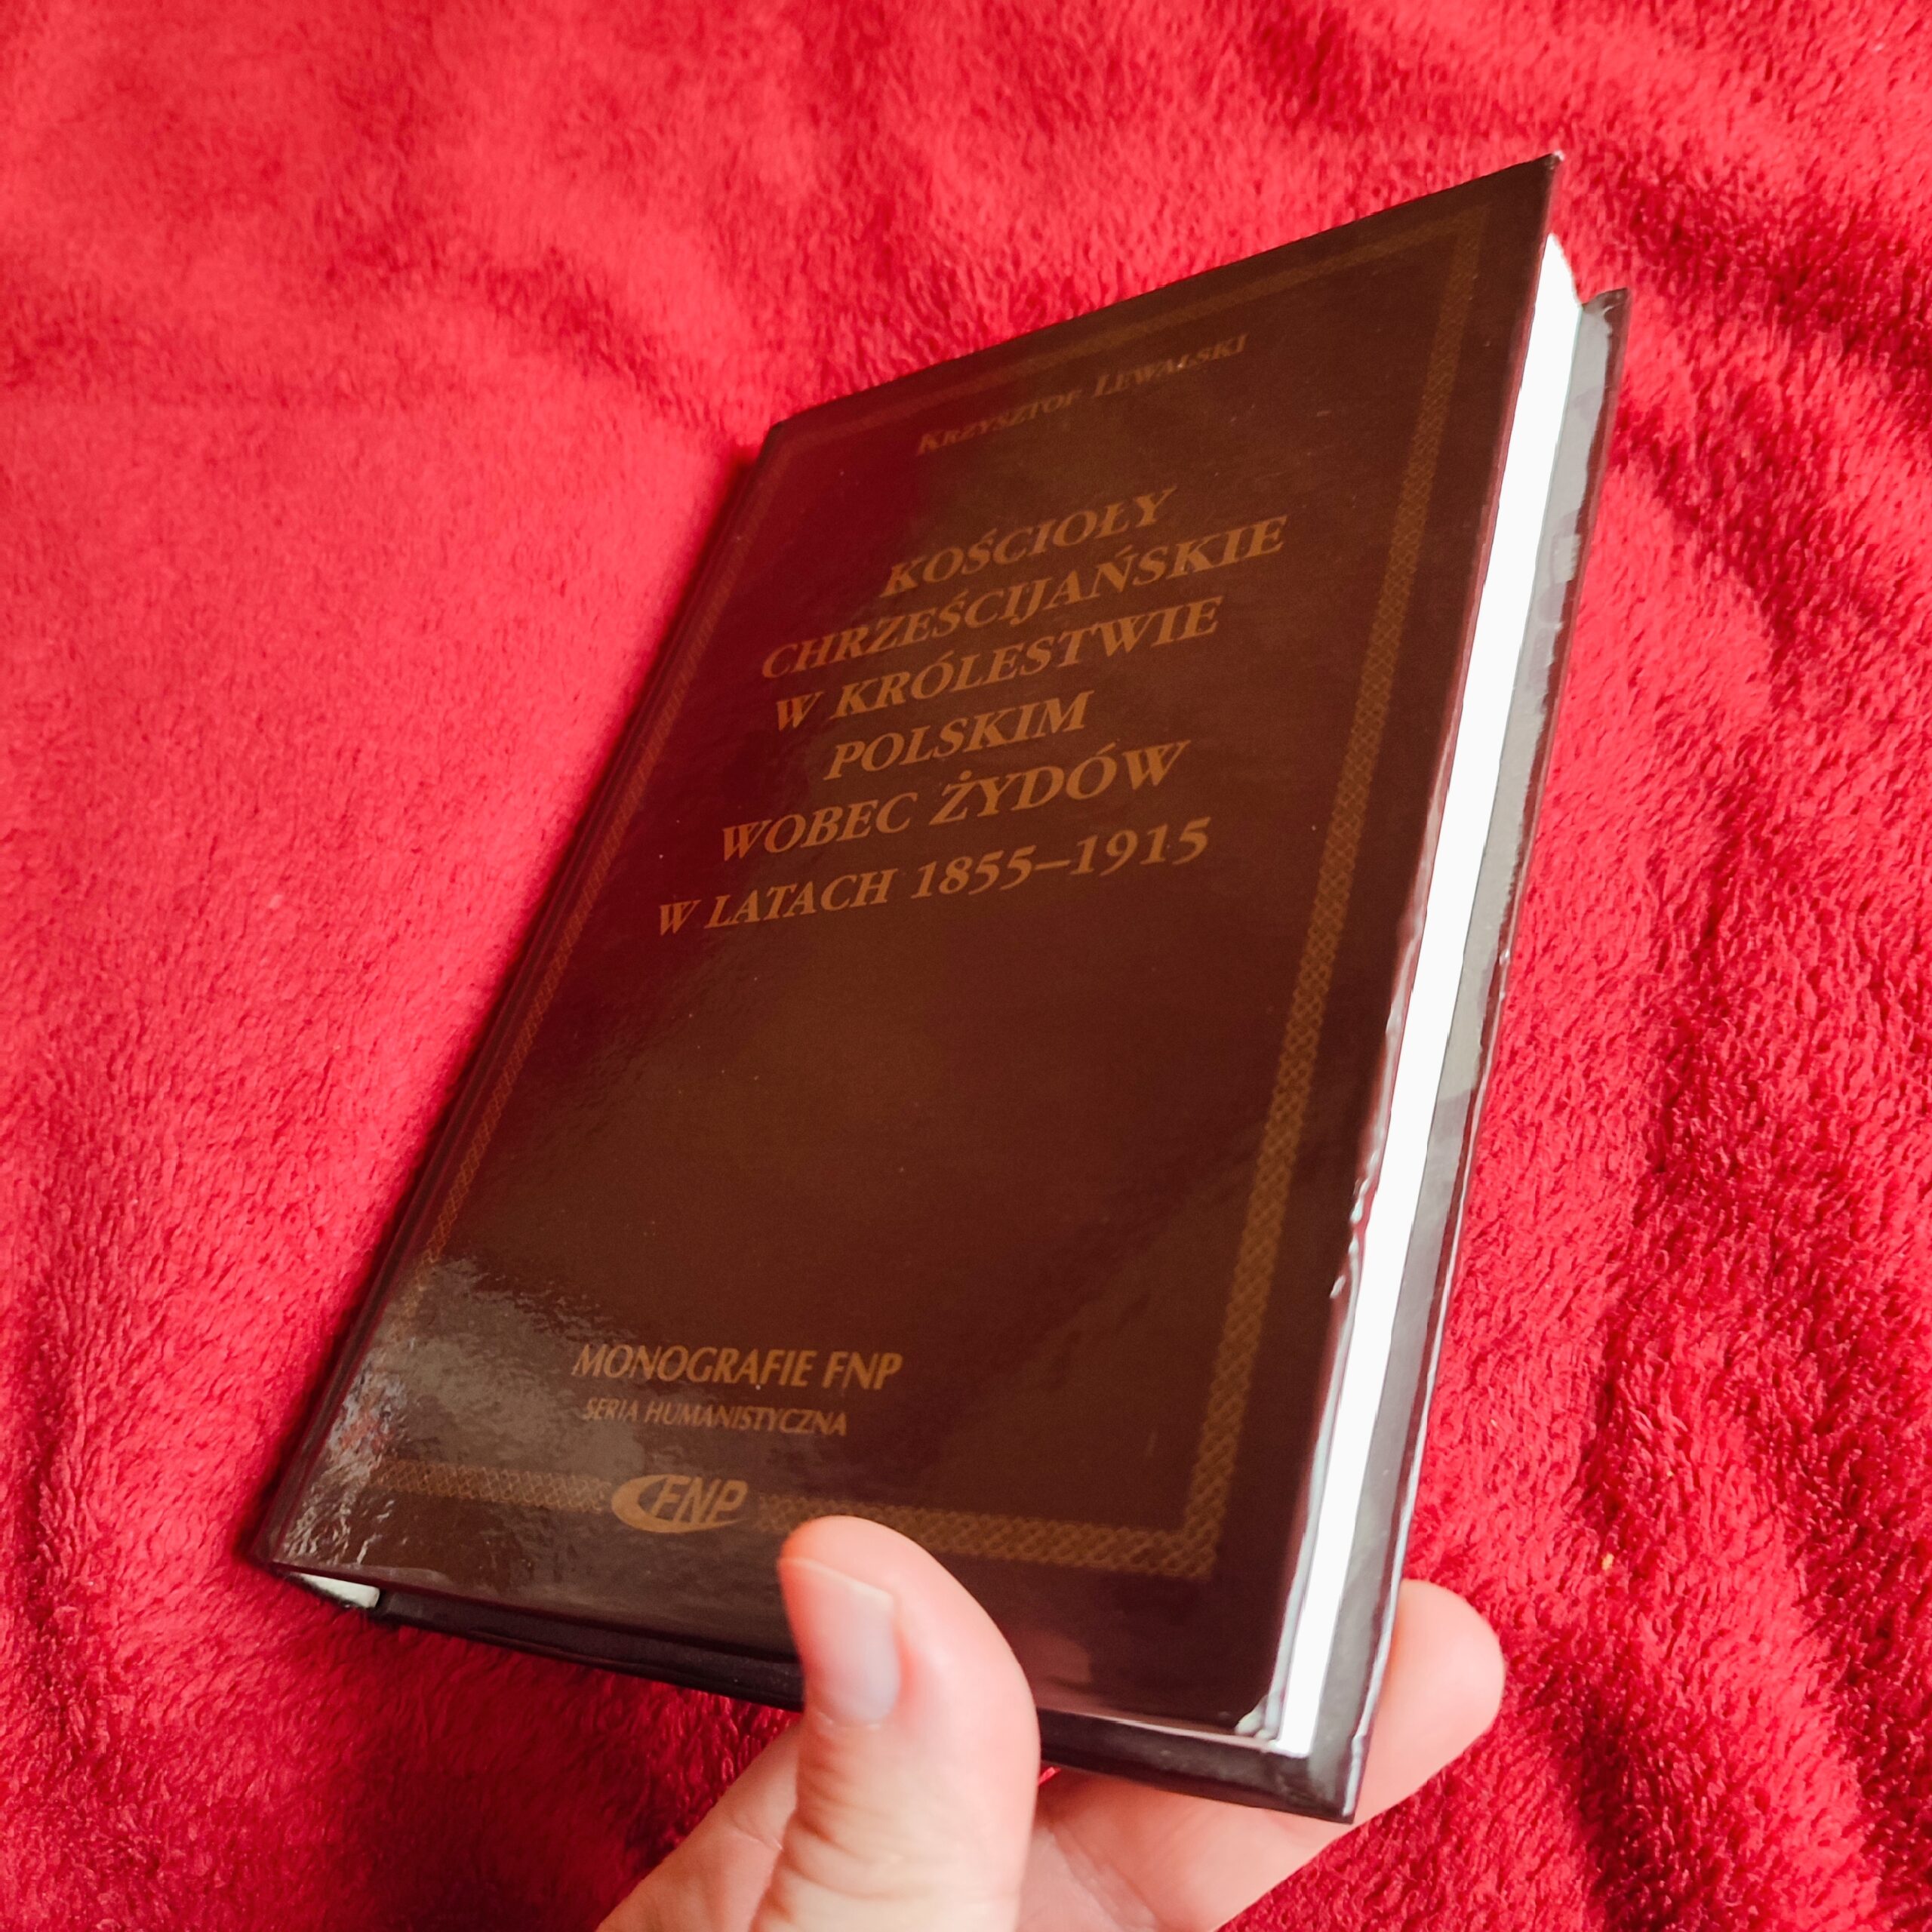 KRZYSZTOF LEWALSKI
KOŚCIOŁY
CHRZEŚCIJAŃSKIE
W KRÓLESTWIE
POLSKIM
WOBEC ŻYDÓW
W LATACH 1855–1915
MONOGRAFIE FNP
SERIA HUMANISTYCZNA
FNP